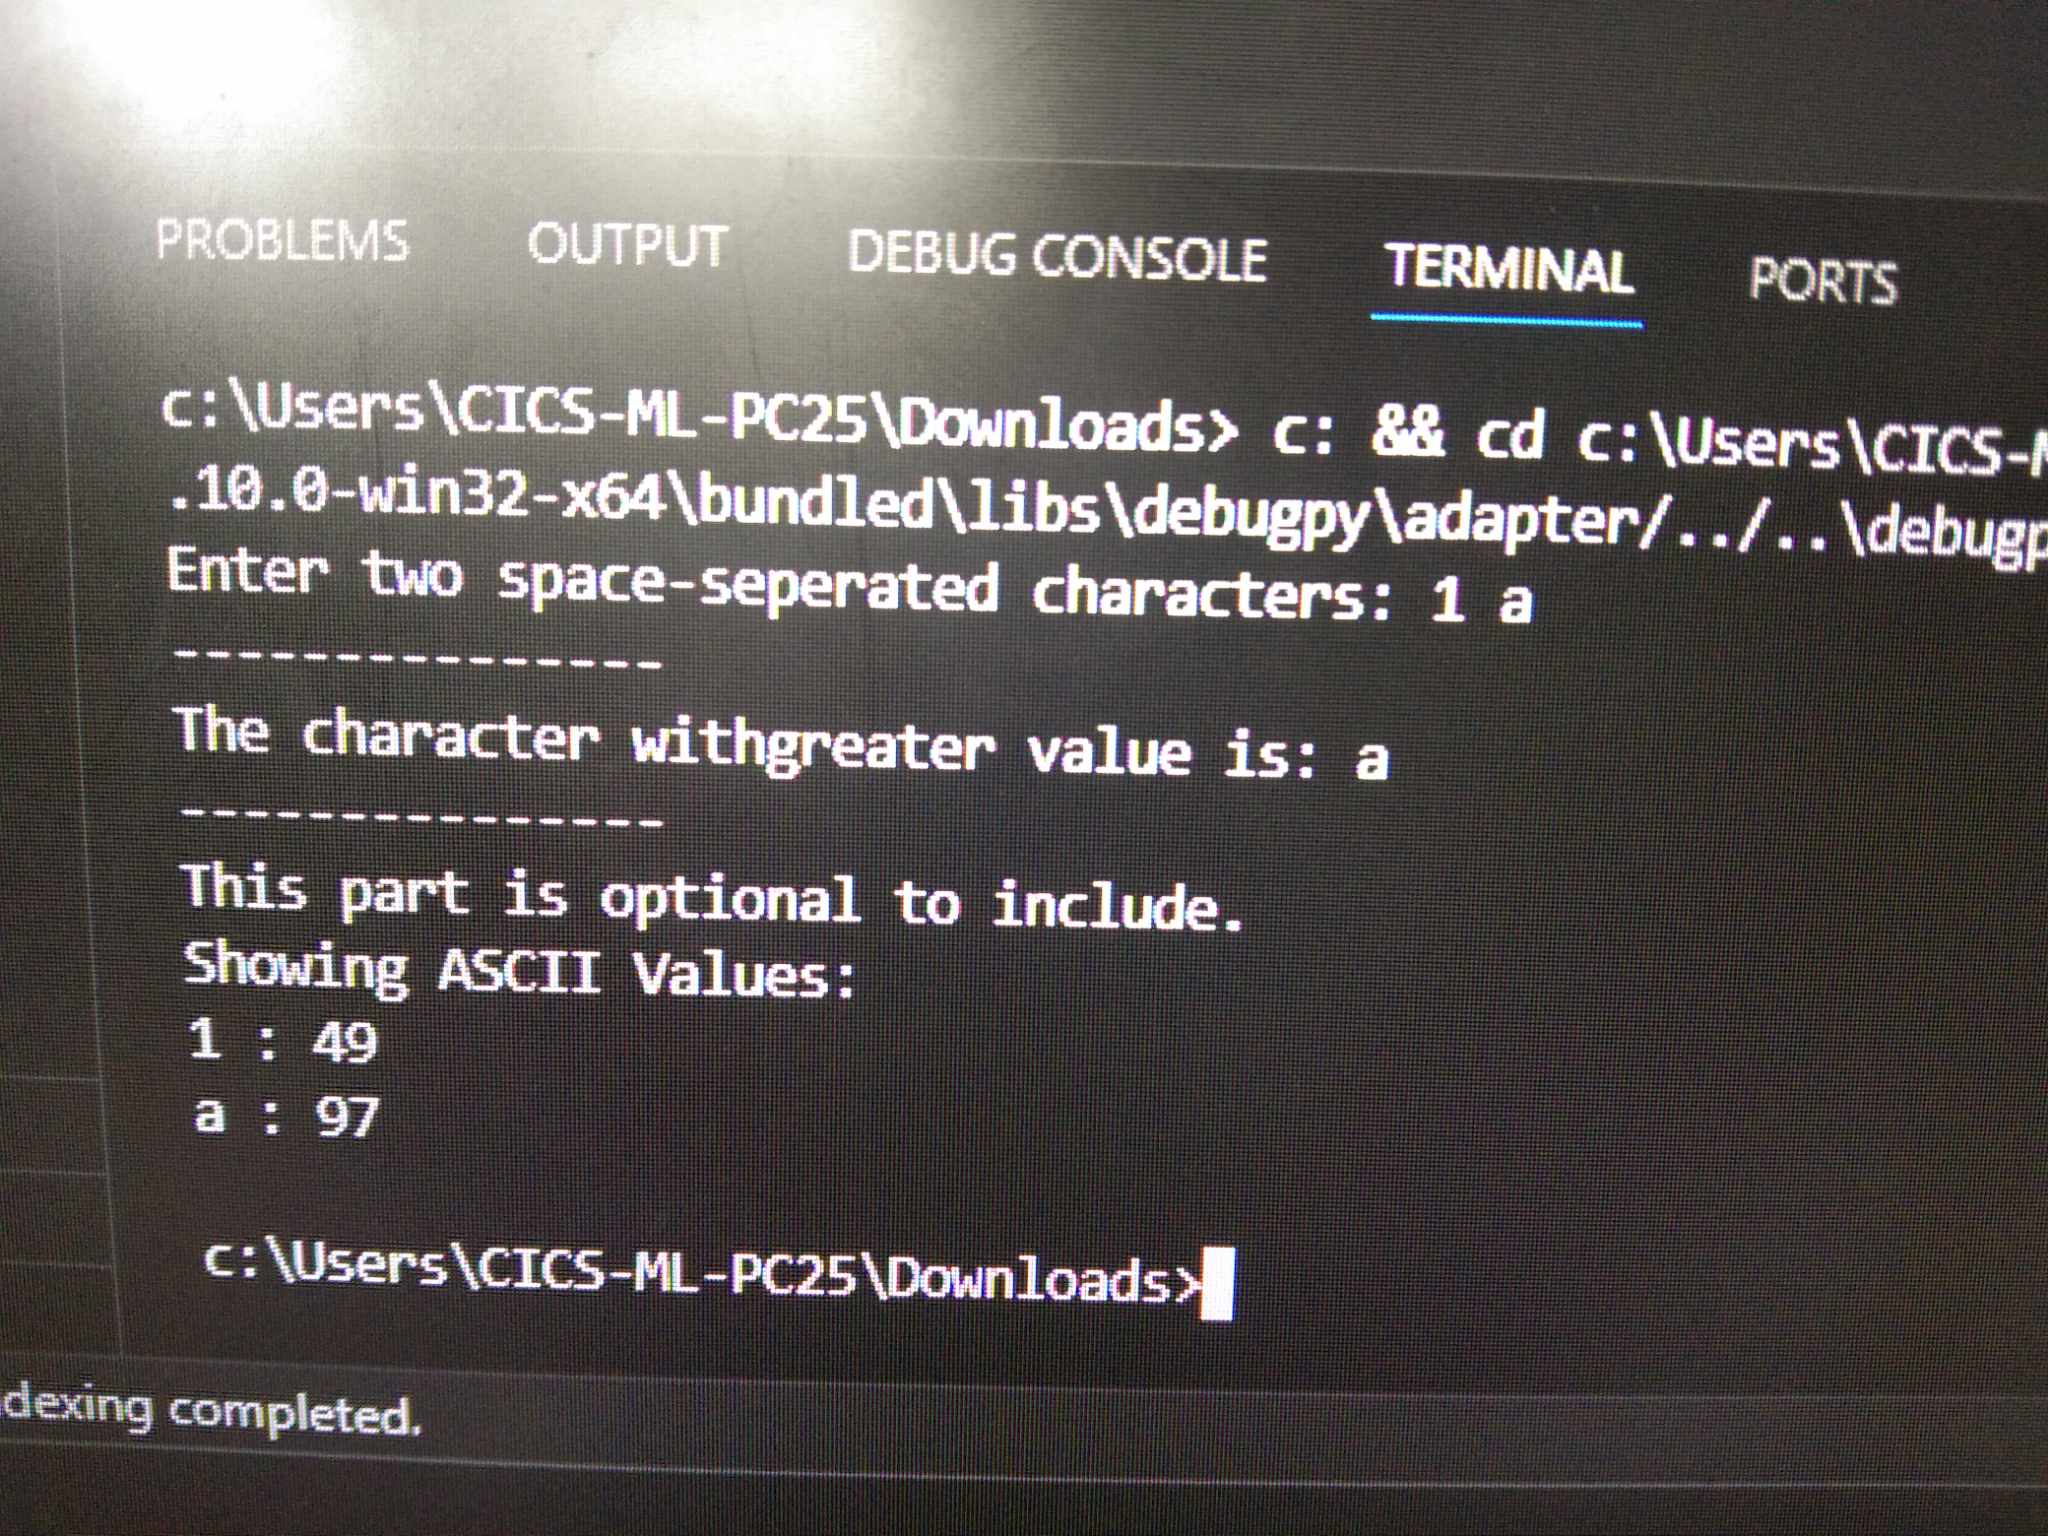 PROBLEMS OUTPUT DEBUG CONSOLE TERMINAL PORTS
c:\Users\CICS-ML-PC25\Downloads> c: && cd c:\Users\CICS-
.10.0-win32-x64\bundled\libs\debugpy\adapter/../..\debugp
Enter two space-seperated characters: 1 a
---------------
The character withgreater value is: a
---------------
This part is optional to include.
Showing ASCII Values:
1 : 49
a : 97
c:\Users\CICS-ML-PC25\Downloads>
dexing completed.